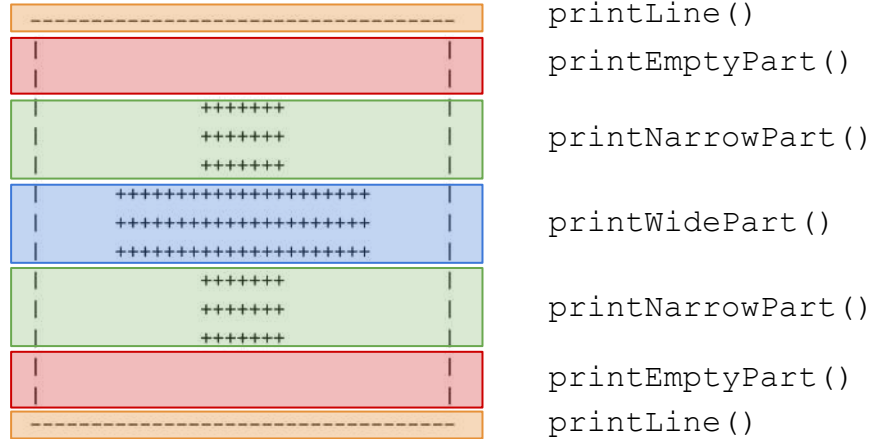 ----------------------------------- printLine()
|                                 |
|                                 | printEmptyPart()
|             +++++++             |
|             +++++++             | printNarrowPart()
|             +++++++             |
|      +++++++++++++++++++++      |
|      +++++++++++++++++++++      | printWidePart()
|      +++++++++++++++++++++      |
|             +++++++             |
|             +++++++             | printNarrowPart()
|             +++++++             |
|                                 | printEmptyPart()
|                                 |
----------------------------------- printLine()